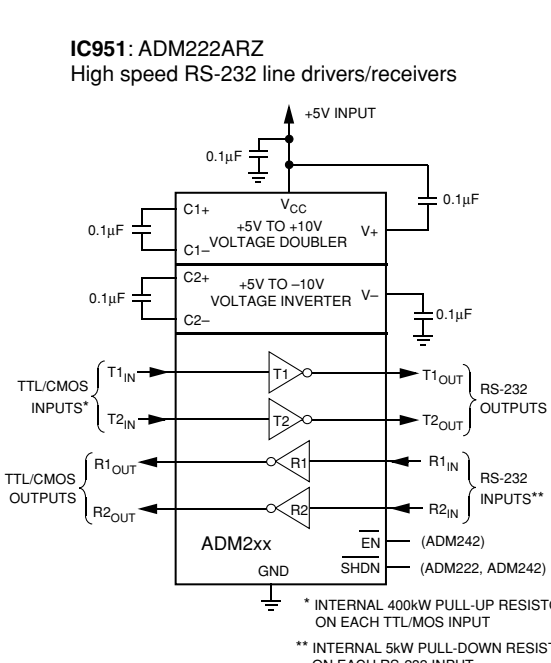 IC951: ADM222ARZ
High speed RS-232 line drivers/receivers
+5V INPUT
0.1µF
0.1µF
VCC
C1+
+5V TO +10V
VOLTAGE DOUBLER
V+
0.1µF
C1–
C2+
+5V TO –10V
VOLTAGE INVERTER
V–
0.1µF
0.1µF
C2–
TTL/CMOS
INPUTS*
T1IN
T1
T1OUT
RS-232
OUTPUTS
T2IN
T2
T2OUT
TTL/CMOS
OUTPUTS
R1OUT
R1
R1IN
RS-232
INPUTS**
R2OUT
R2
R2IN
ADM2xx
EN
(ADM242)
GND
SHDN
(ADM222, ADM242)
* INTERNAL 400kW PULL-UP RESISTO
ON EACH TTL/MOS INPUT
** INTERNAL 5kW PULL-DOWN RESIST